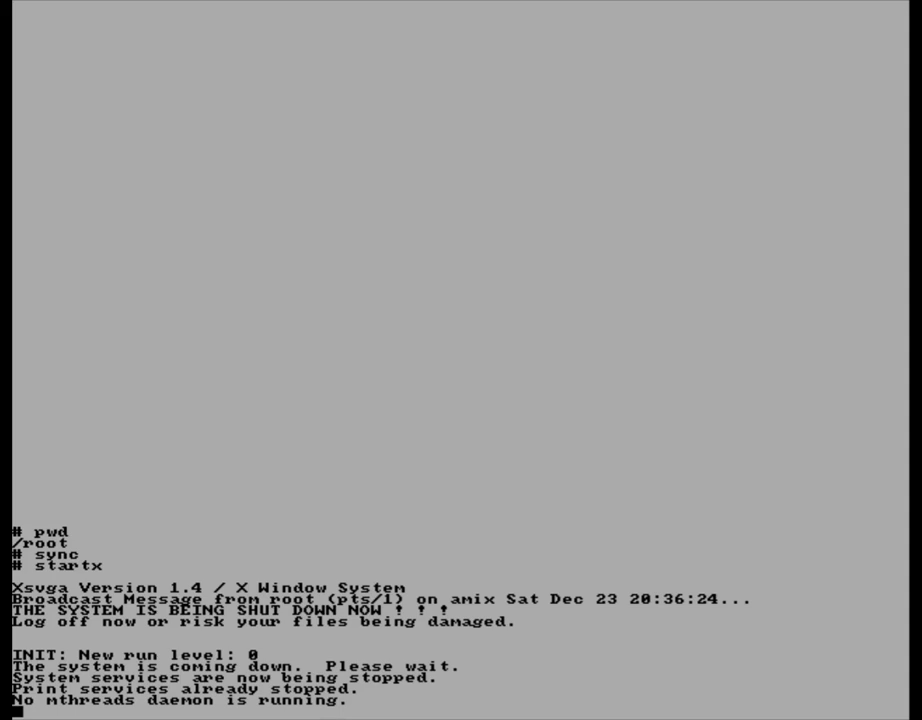 # pwd
/root
# sync
# startx
Xsvga Version 1.4 / X Window System
Broadcast Message from root (pts/1) on amix Sat Dec 23 20:36:24...
THE SYSTEM IS BEING SHUT DOWN NOW ! ! !
Log off now or risk your files being damaged.
INIT: New run level: 0
The system is coming down.  Please wait.
System services are now being stopped.
Print services already stopped.
No mthreads daemon is running.